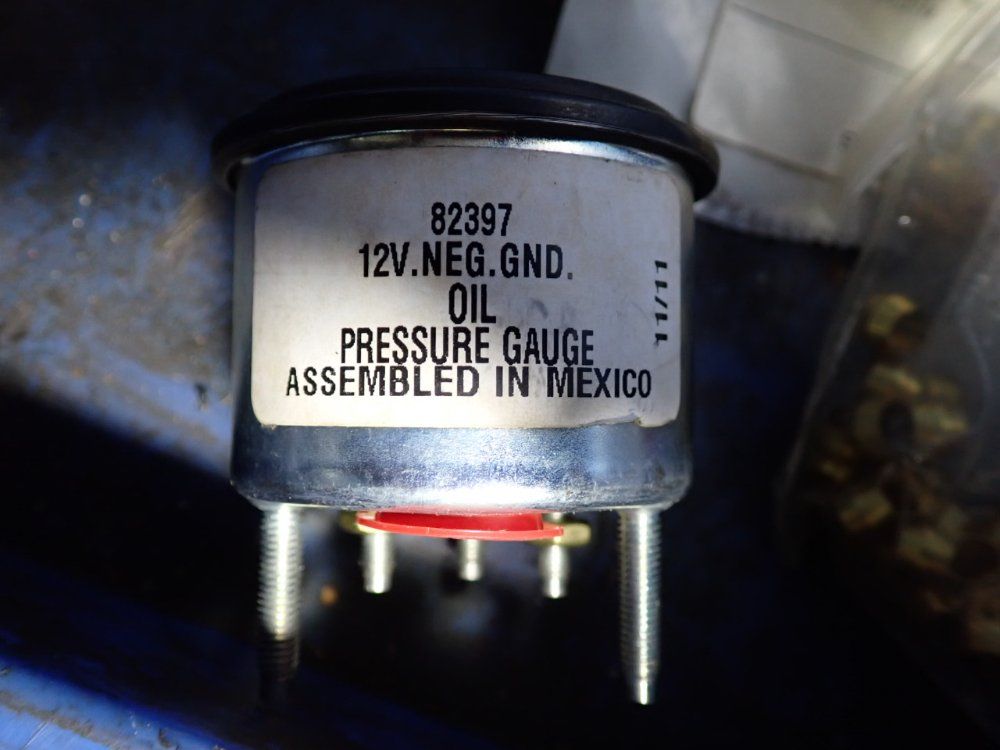 82397
12V.NEG.GND.
OIL
PRESSURE GAUGE
ASSEMBLED IN MEXICO
11/11